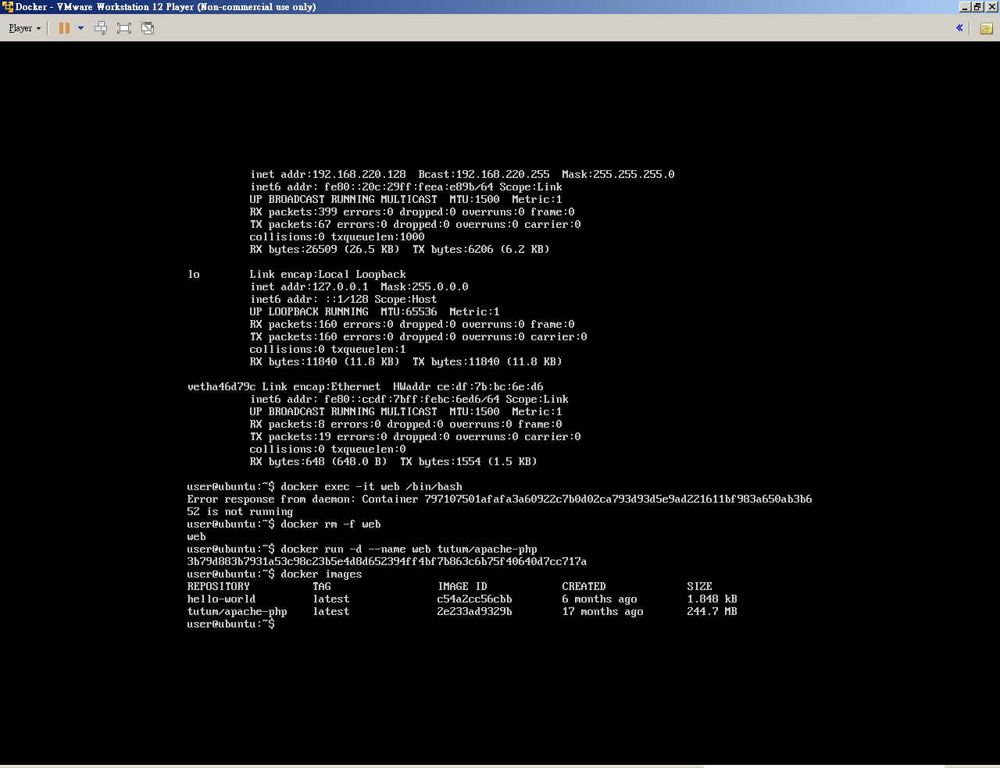 Docker - VMware Workstation 12 Player (Non-commercial use only)
Player
inet addr:192.168.220.128  Bcast:192.168.220.255  Mask:255.255.255.0
inet6 addr: fe80::20c:29ff:feea:e89b/64 Scope:Link
UP BROADCAST RUNNING MULTICAST  MTU:1500  Metric:1
RX packets:399 errors:0 dropped:0 overruns:0 frame:0
TX packets:67 errors:0 dropped:0 overruns:0 carrier:0
collisions:0 txqueuelen:1000
RX bytes:26509 (26.5 KB)  TX bytes:6206 (6.2 KB)
lo        Link encap:Local Loopback
inet addr:127.0.0.1  Mask:255.0.0.0
inet6 addr: ::1/128 Scope:Host
UP LOOPBACK RUNNING  MTU:65536  Metric:1
RX packets:160 errors:0 dropped:0 overruns:0 frame:0
TX packets:160 errors:0 dropped:0 overruns:0 carrier:0
collisions:0 txqueuelen:1
RX bytes:11840 (11.8 KB)  TX bytes:11840 (11.8 KB)
vetha46d79c Link encap:Ethernet  HWaddr ce:df:7b:bc:6e:d6
inet6 addr: fe80::ccdf:7bff:febc:6ed6/64 Scope:Link
UP BROADCAST RUNNING MULTICAST  MTU:1500  Metric:1
RX packets:8 errors:0 dropped:0 overruns:0 frame:0
TX packets:19 errors:0 dropped:0 overruns:0 carrier:0
collisions:0 txqueuelen:0
RX bytes:648 (648.0 B)  TX bytes:1554 (1.5 KB)
user@ubuntu:~$ docker exec -it web /bin/bash
Error response from daemon: Container 797107501afafa3a60922c7b0d02ca793d93d5e9ad221611bf983a650ab3b6
52 is not running
user@ubuntu:~$ docker rm -f web
web
user@ubuntu:~$ docker run -d --name web tutum/apache-php
3b79d883b7931a53c98c23b5e4d8d652394ff4bf7b863c6b75f40640d7cc717a
user@ubuntu:~$ docker images
REPOSITORY          TAG                 IMAGE ID            CREATED             SIZE
hello-world         latest              c54a2cc56cbb        6 months ago        1.848 kB
tutum/apache-php    latest              2e233ad9329b        17 months ago       244.7 MB
user@ubuntu:~$